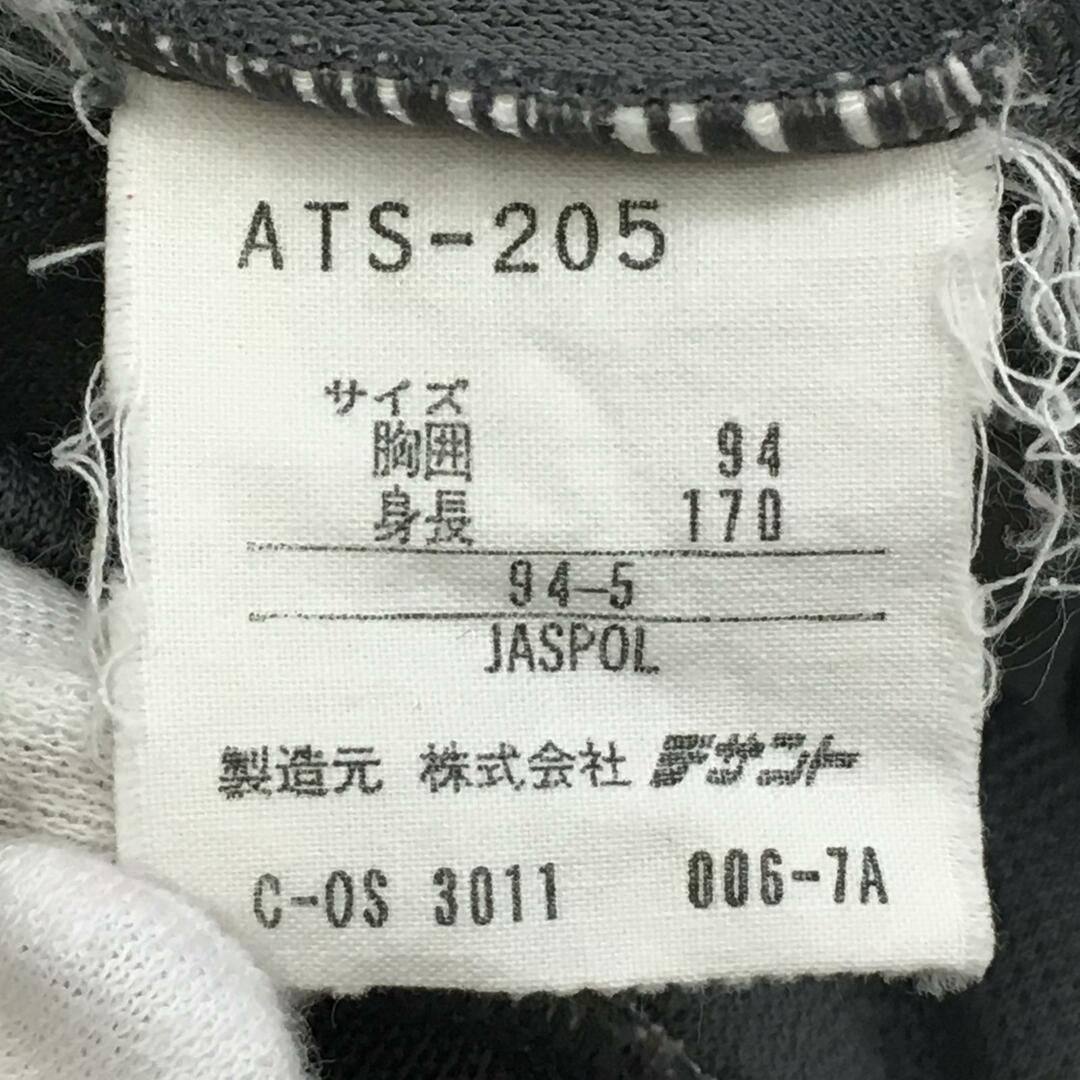 ATS-205
サイズ
胸囲 94
身長 170
94-5
JASPOL
製造元 株式会社デサント
C-OS 3011 006-7A